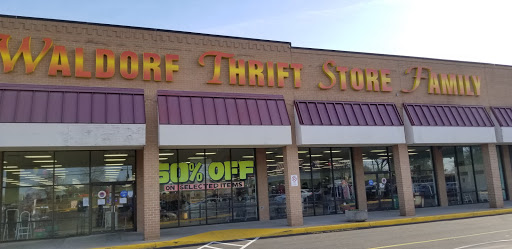 WALDORF THRIFT STORE FAMILY
50% OFF
ON SELECTED ITEMS